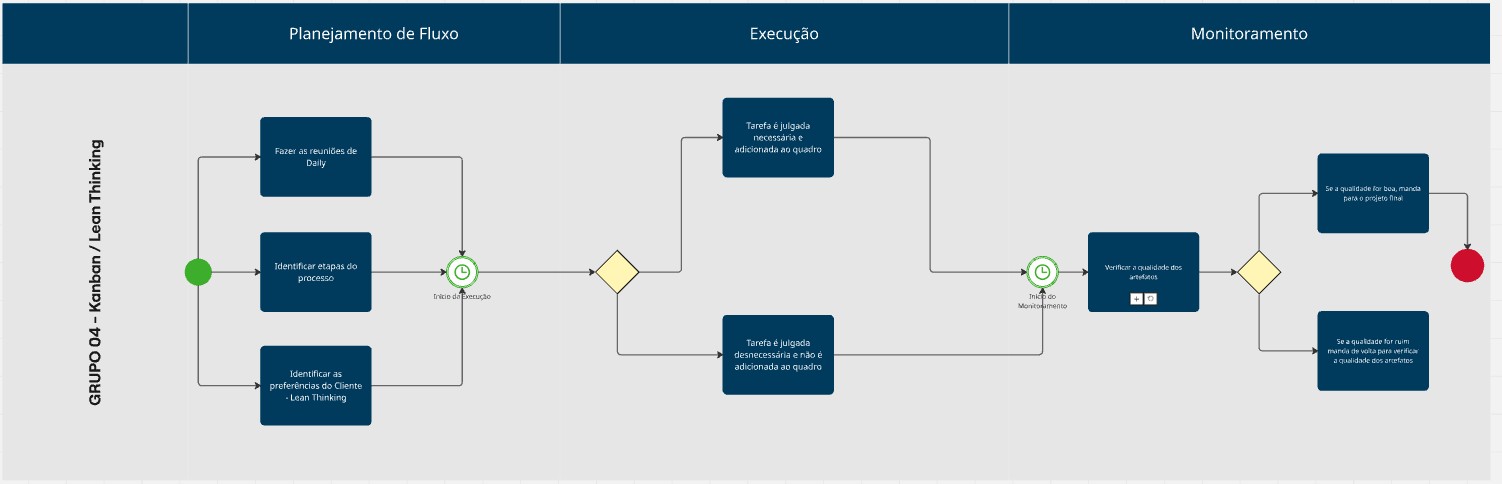 Planejamento de Fluxo
Execução
Monitoramento
GRUPO 04 - Kanban / Lean Thinking
Fazer as reuniões de
Daily
Identificar etapas do
processo
Identificar as
preferências do Cliente
- Lean Thinking
Início da Execução
Tarefa é julgada
necessária e
adicionada ao quadro
Tarefa é julgada
desnecessária e não é
adicionada ao quadro
Início do
Monitoramento
Verificar a qualidade dos
artefatos
Se a qualidade for boa, manda
para o projeto final
Se a qualidade for ruim
manda de volta para verificar
a qualidade dos artefatos